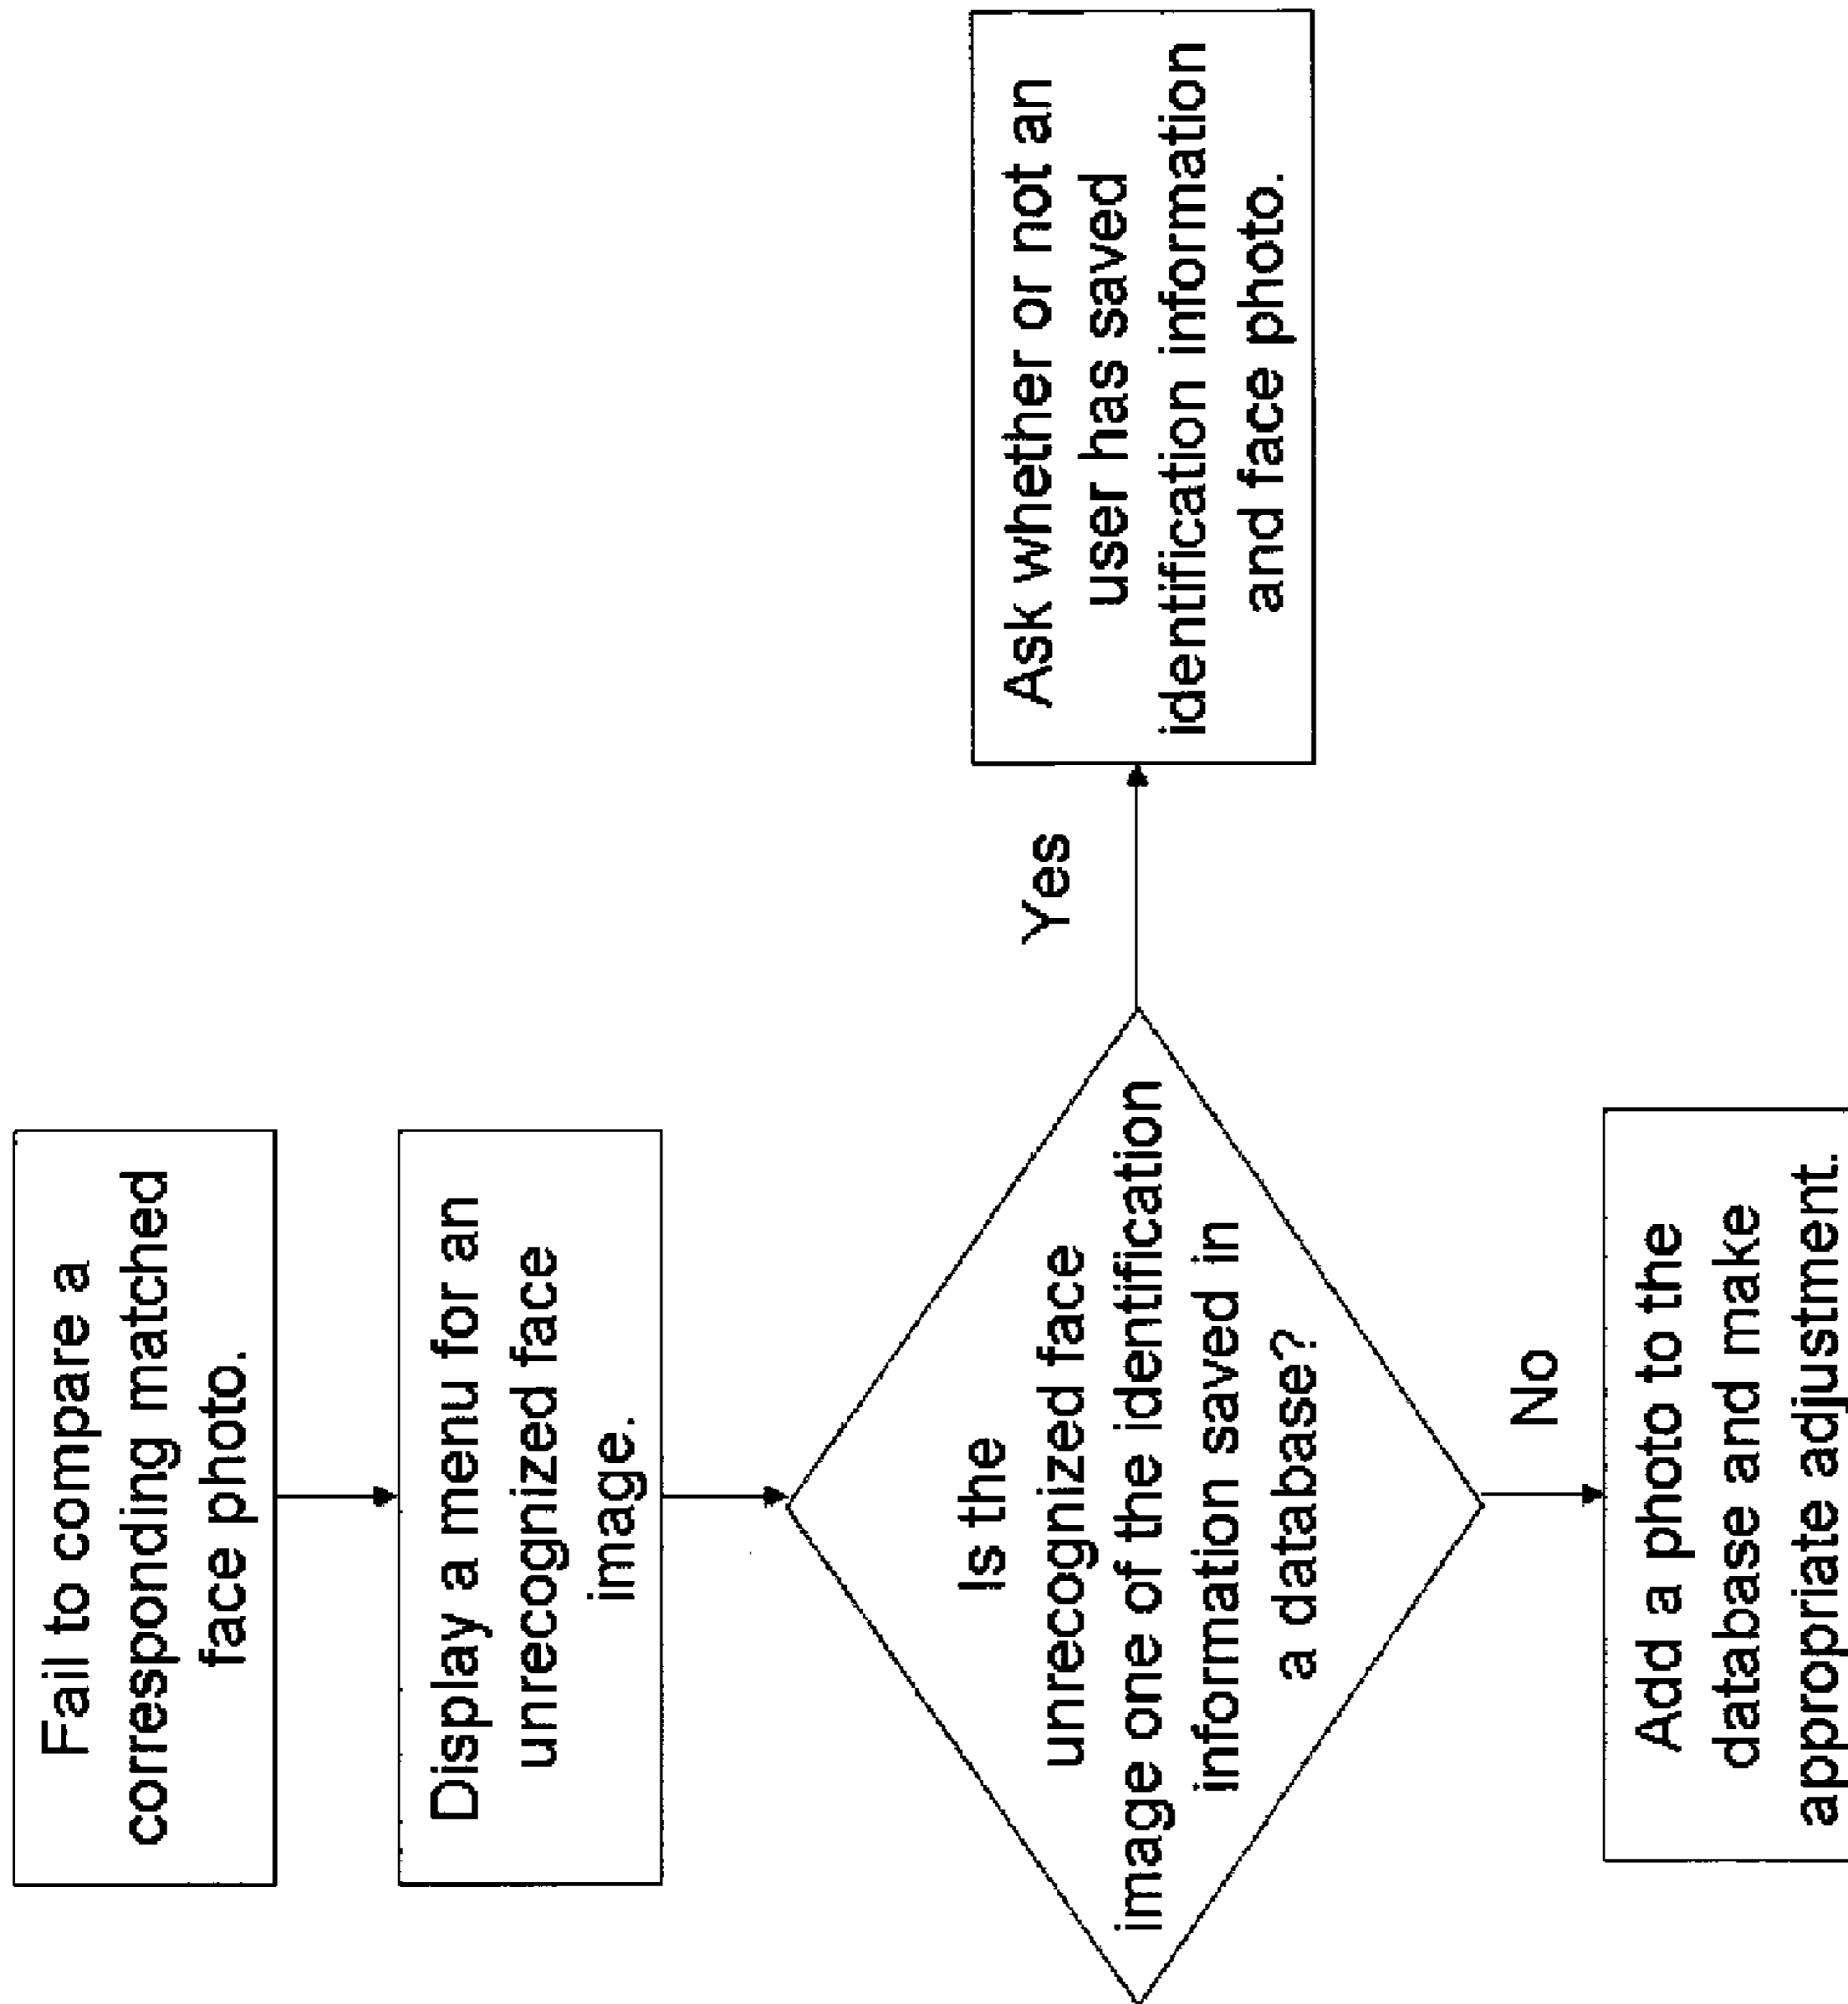 Fail to compare a
corresponding matched
face photo.
Display a menu for an
unrecognized face
image.
Is the
unrecognized face
image one of the identification
information saved in
a database?
Yes
Ask whether or not an
user has saved
identification information
and face photo.
No
Add a photo to the
database and make
appropriate adjustment.